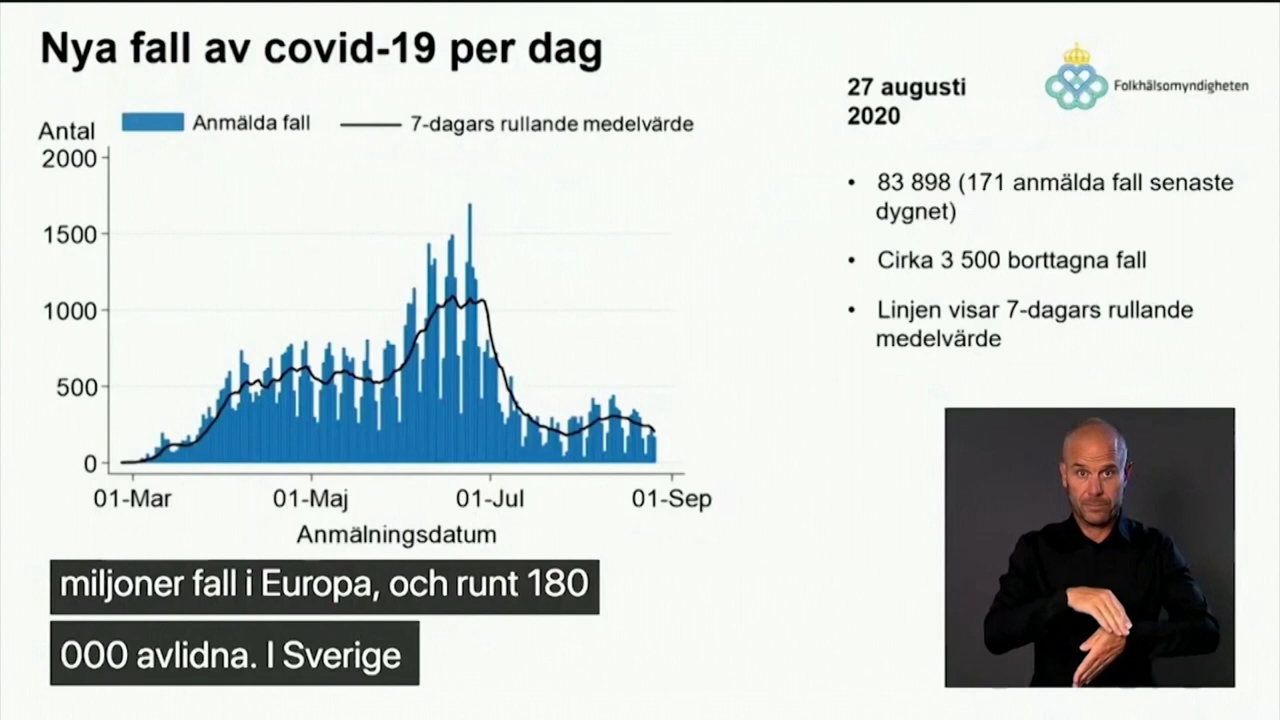 Nya fall av covid-19 per dag
27 augusti
2020
Folkhälsomyndigheten
Antal
Anmälda fall
7-dagars rullande medelvärde
2000
1500
1000
500
0
01-Mar
01-Maj
01-Jul
01-Sep
Anmälningsdatum
• 83 898 (171 anmälda fall senaste
dygnet)
• Cirka 3 500 borttagna fall
• Linjen visar 7-dagars rullande
medelvärde
miljoner fall i Europa, och runt 180
000 avlidna. I Sverige